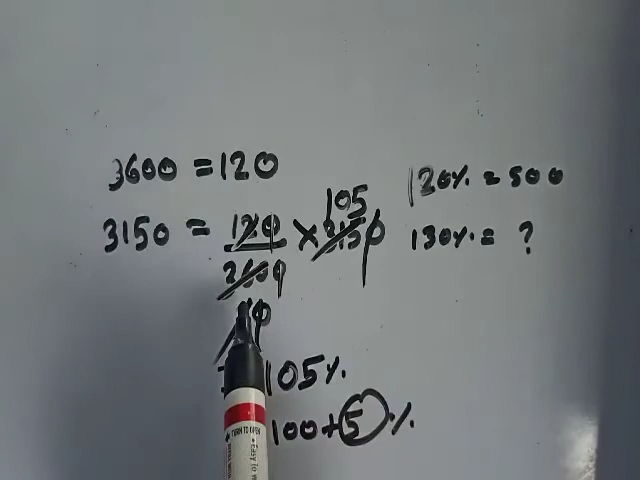 3600 = 120
120% = 500
105
3150 = 120 × 3150
130% = ?
3600
= 105%
100+5%